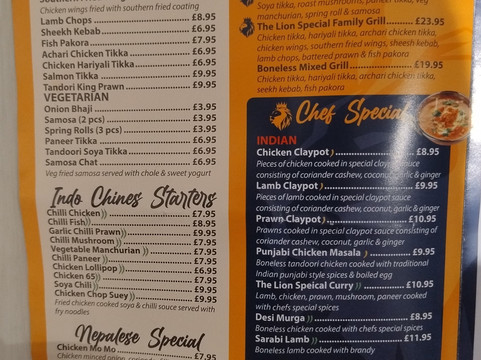 Chicken wings fried with southern fried coating
Lamb Chops £8.95
Sheekh Kebab £6.95
Fish Pakora £7.95
Achari Chicken Tikka £6.95
Chicken Hariyali Tikka £6.95
Salmon Tikka £9.95
Tandori King Prawn £9.95
VEGETARIAN
Onion Bhaji £3.95
Samosa (2 pcs) £3.95
Spring Rolls (3 pcs) £3.95
Paneer Tikka £6.95
Tandoori Soya Tikka £6.95
Samosa Chat £6.95
Veg fried samosa served with chole & sweet yogurt
Indo Chines Starters
Chilli Chicken £7.95
Chilli Fish £8.95
Garlic Chilli Prawn £9.95
Chilli Mushroom £7.95
Vegetable Manchurian £7.95
Chilli Paneer £7.95
Chicken Lollipop £6.95
Chicken 65 £7.95
Soya Chili £9.95
Chicken Chop Suey £9.95
Fried chicken cooked soya & chilli sauce served with
fry noodles
Nepalese Special
Chicken Mo Mo £7.95
Soya tikka, roast mushrooms, paneer tikka, veg
manchurian, spring roll & samosa
The Lion Special Family Grill £23.95
Chicken tikka, hariyali tikka, archari chicken tikka,
chicken wings, southern fried wings, sheesh kebab,
lamb chops, battered prawn & fish pakora
Boneless Mixed Grill £19.95
Chicken tikka, hariyali tikka, archari chicken tikka,
seekh kebab, fish pakora
Chef Special
INDIAN
Chicken Claypot £8.95
Pieces of chicken cooked in special claypot sauce
consisting of coriander cashew, coconut, garlic & ginger
Lamb Claypot £9.95
Pieces of lamb cooked in special claypot sauce
consisting of coriander cashew, coconut, garlic & ginger
Prawn Claypot £10.95
Prawns cooked in special claypot sauce consisting of
coriander cashew, coconut, garlic & ginger
Punjabi Chicken Masala £9.95
Boneless tandoori chicken cooked with traditional
Indian punjabi style spices & boiled egg
The Lion Speical Curry £10.95
Lamb, chicken, prawn, mushroom, paneer cooked
with chefs special spices
Desi Murga £8.95
Boneless chicken cooked with chefs special spices
Sarabi Lamb £11.95
Boneless lamb cooked with brandy